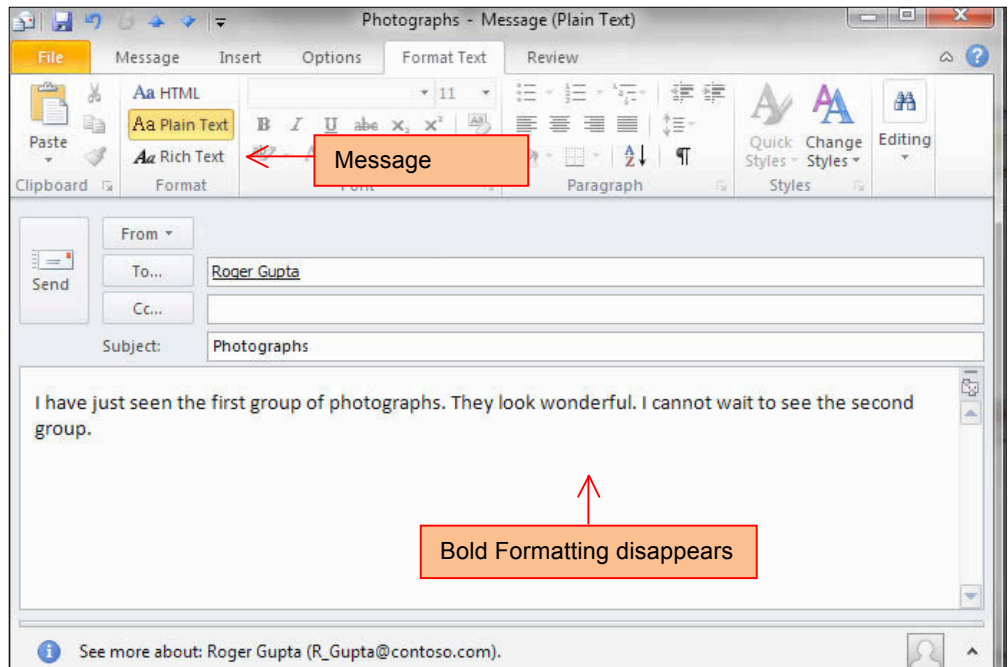 Photographs - Message (Plain Text)
File Message Insert Options Format Text Review
Aa HTML
Aa Plain Text
Aa Rich Text
11
B I U abe x₂ x²
Paste
Message
Quick Styles
Change Styles
Editing
Clipboard Format Paragraph Styles
From
To... Roger Gupta
Send
Cc...
Subject: Photographs
I have just seen the first group of photographs. They look wonderful. I cannot wait to see the second
group.
Bold Formatting disappears
See more about: Roger Gupta (R_Gupta@contoso.com).